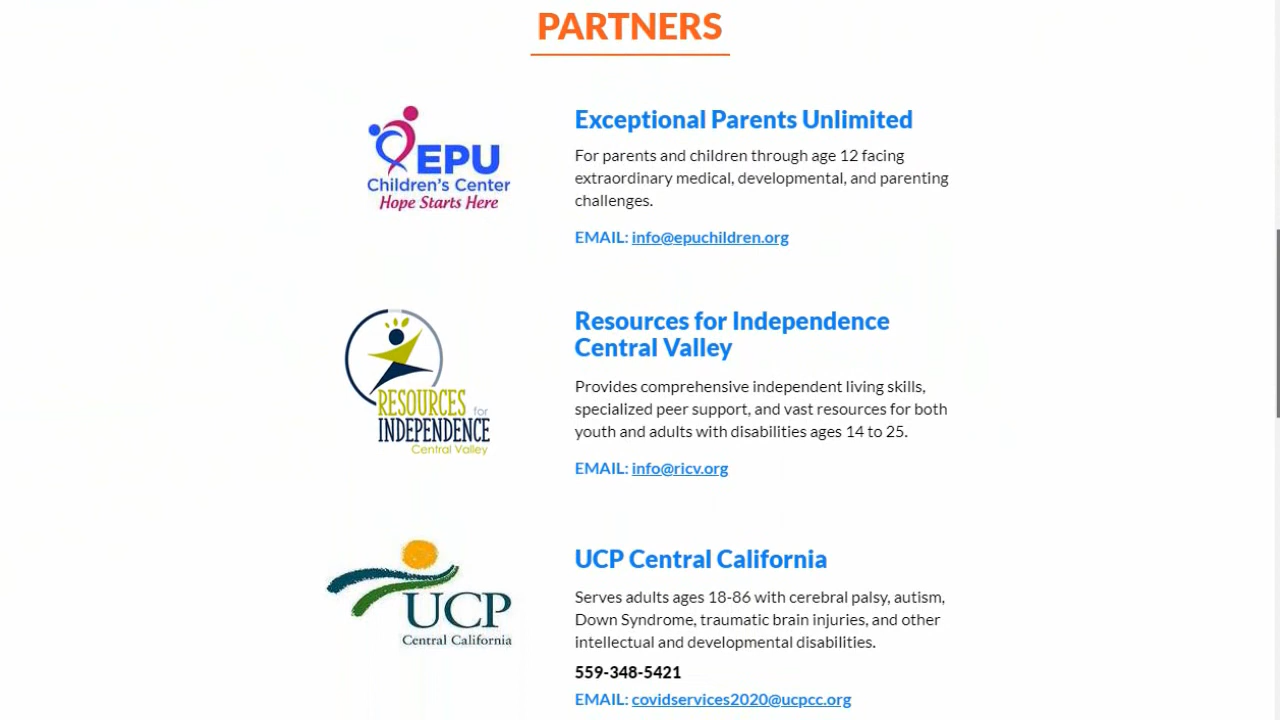 PARTNERS
EPU
Children's Center
Hope Starts Here
Exceptional Parents Unlimited
For parents and children through age 12 facing
extraordinary medical, developmental, and parenting
challenges.
EMAIL: info@epuchildren.org
RESOURCES for
INDEPENDENCE
Central Valley
Resources for Independence
Central Valley
Provides comprehensive independent living skills,
specialized peer support, and vast resources for both
youth and adults with disabilities ages 14 to 25.
EMAIL: info@ricv.org
UCP
Central California
UCP Central California
Serves adults ages 18-86 with cerebral palsy, autism,
Down Syndrome, traumatic brain injuries, and other
intellectual and developmental disabilities.
559-348-5421
EMAIL: covidservices2020@ucpcc.org